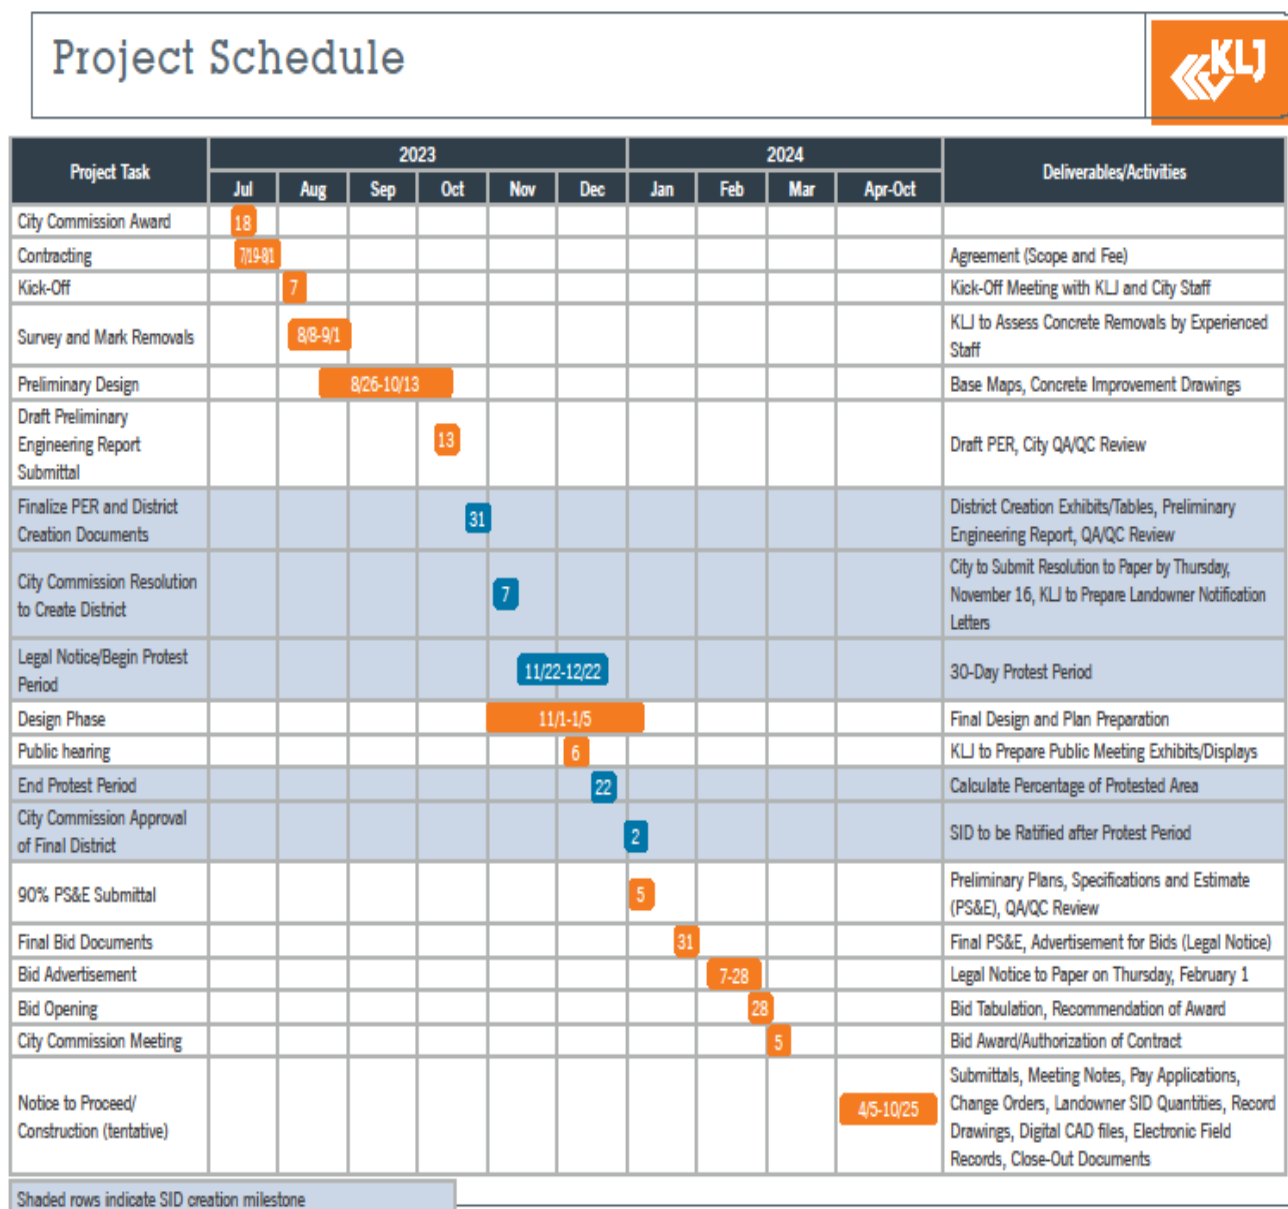 Project Schedule
KLJ
Project Task
2023
2024
Deliverables/Activities
Jul
Aug
Sep
Oct
Nov
Dec
Jan
Feb
Mar
Apr-Oct
City Commission Award
18
Contracting
7/19-8/1
Agreement (Scope and Fee)
Kick-Off
7
Kick-Off Meeting with KLJ and City Staff
Survey and Mark Removals
8/8-9/1
KLJ to Assess Concrete Removals by Experienced
Staff
Preliminary Design
8/26-10/13
Base Maps, Concrete Improvement Drawings
Draft Preliminary
Engineering Report
Submittal
13
Draft PER, City QA/QC Review
Finalize PER and District
Creation Documents
31
District Creation Exhibits/Tables, Preliminary
Engineering Report, QA/QC Review
City Commission Resolution
to Create District
7
City to Submit Resolution to Paper by Thursday,
November 16, KLJ to Prepare Landowner Notification
Letters
Legal Notice/Begin Protest
Period
11/22-12/22
30-Day Protest Period
Design Phase
11/1-1/5
Final Design and Plan Preparation
Public hearing
6
KLJ to Prepare Public Meeting Exhibits/Displays
End Protest Period
22
Calculate Percentage of Protested Area
City Commission Approval
of Final District
2
SID to be Ratified after Protest Period
90% PS&E Submittal
5
Preliminary Plans, Specifications and Estimate
(PS&E), QA/QC Review
Final Bid Documents
31
Final PS&E, Advertisement for Bids (Legal Notice)
Bid Advertisement
7-28
Legal Notice to Paper on Thursday, February 1
Bid Opening
28
Bid Tabulation, Recommendation of Award
City Commission Meeting
5
Bid Award/Authorization of Contract
Notice to Proceed/
Construction (tentative)
4/5-10/25
Submittals, Meeting Notes, Pay Applications,
Change Orders, Landowner SID Quantities, Record
Drawings, Digital CAD files, Electronic Field
Records, Close-Out Documents
Shaded rows indicate SID creation milestone